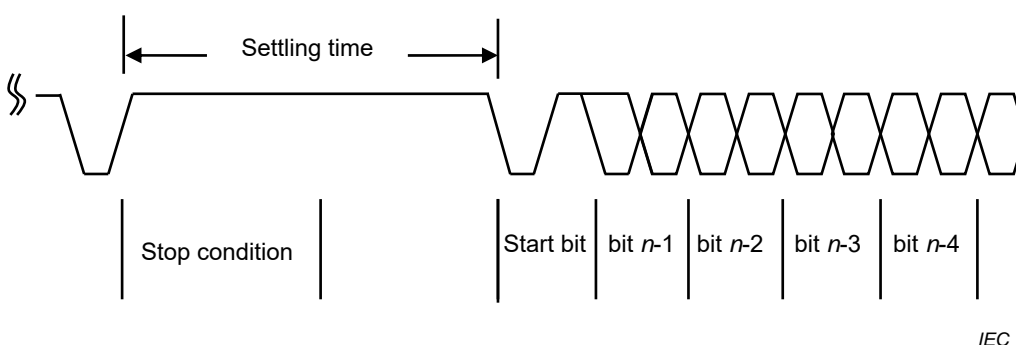 Settling time
Stop condition
Start bit
bit n-1
bit n-2
bit n-3
bit n-4
IEC